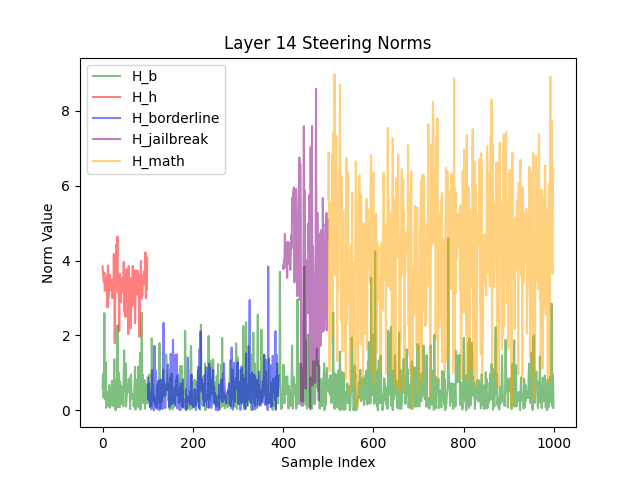 Layer 14 Steering Norms
H_b
H_h
H_borderline
H_jailbreak
H_math
Norm Value
8
6
4
2
0
0 200 400 600 800 1000
Sample Index